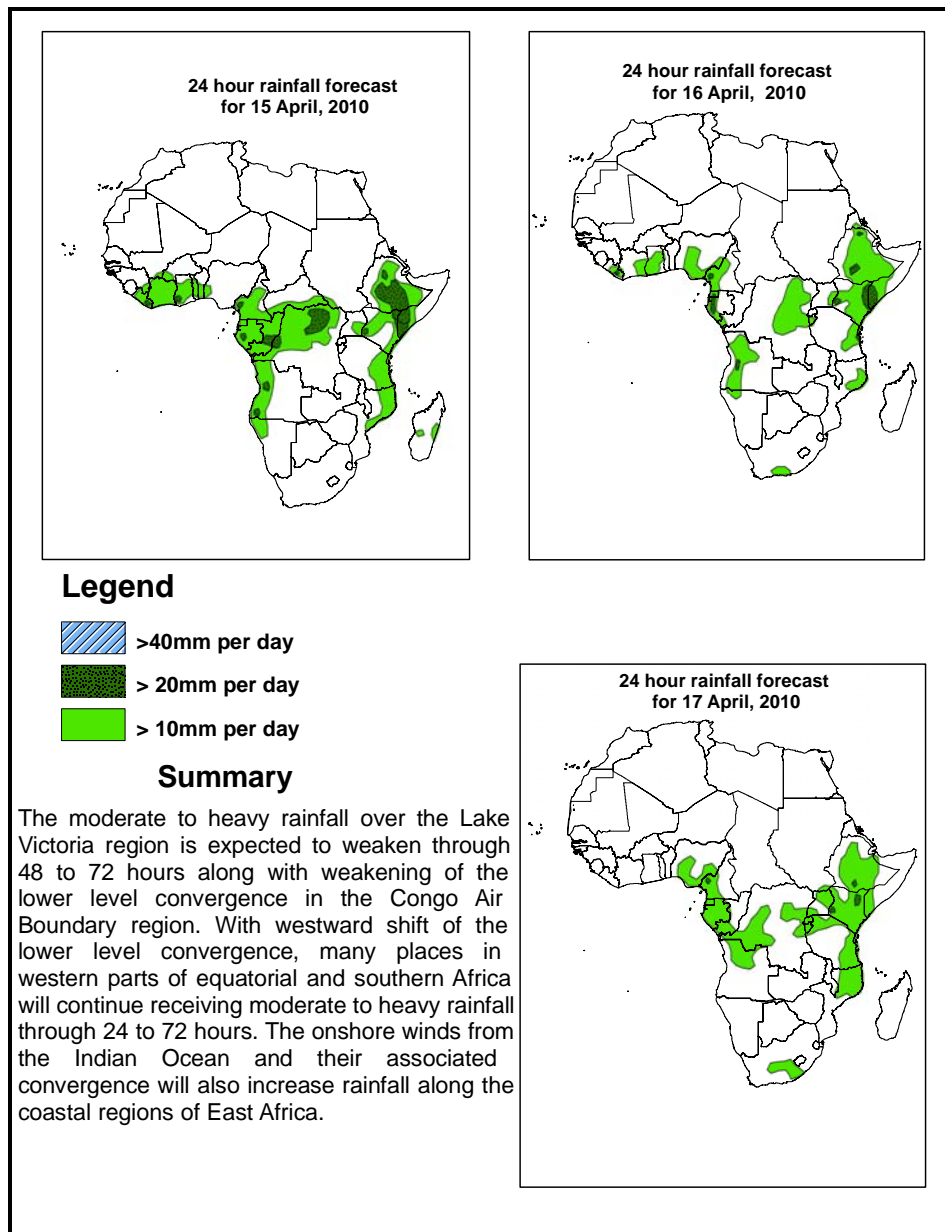 24 hour rainfall forecast
for 15 April, 2010
24 hour rainfall forecast
for 16 April, 2010
Legend
>40mm per day
> 20mm per day
> 10mm per day
Summary
The moderate to heavy rainfall over the Lake
Victoria region is expected to weaken through
48 to 72 hours along with weakening of the
lower level convergence in the Congo Air
Boundary region. With westward shift of the
lower level convergence, many places in
western parts of equatorial and southern Africa
will continue receiving moderate to heavy rainfall
through 24 to 72 hours. The onshore winds from
the Indian Ocean and their associated
convergence will also increase rainfall along the
coastal regions of East Africa.
24 hour rainfall forecast
for 17 April, 2010